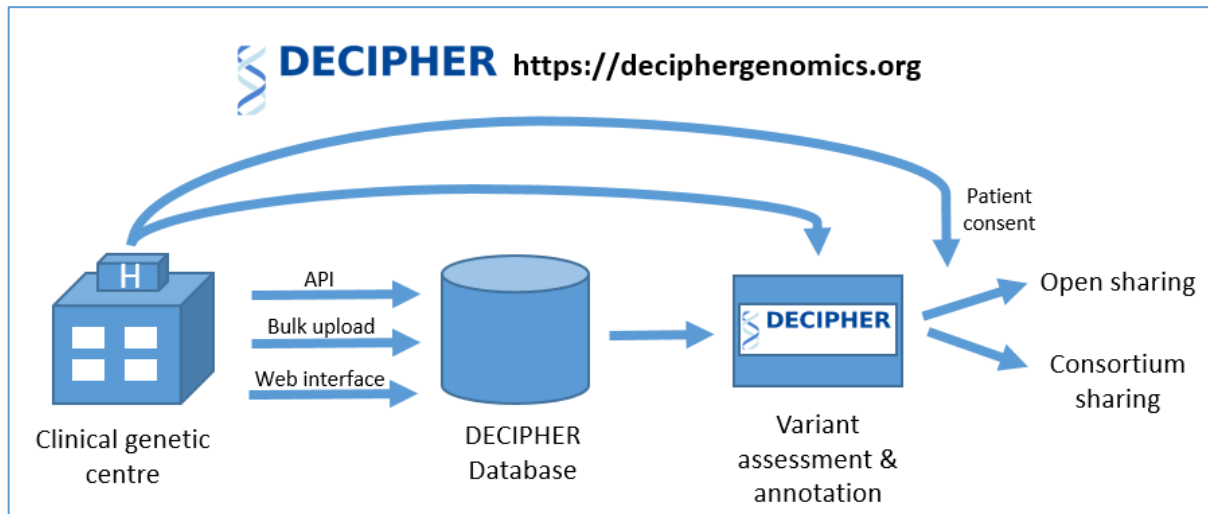 DECIPHER https://deciphergenomics.org
Patient
consent
H
API
Bulk upload
Web interface
DECIPHER
Open sharing
Consortium
sharing
Clinical genetic
centre
DECIPHER
Database
Variant
assessment &
annotation